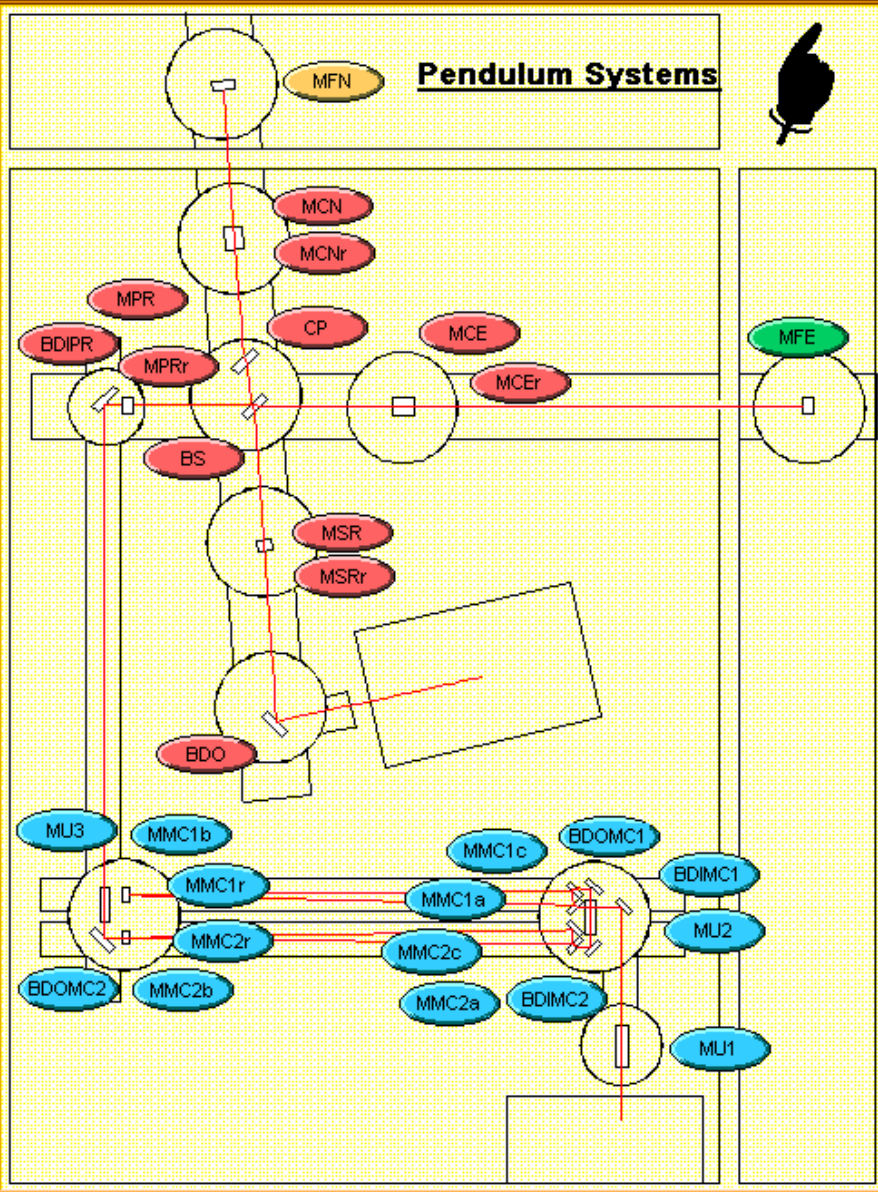 MFN
Pendulum Systems
MCN
MCNr
MPR
CP
MCE
MFE
BDIPR
MPRr
MCEr
BS
MSR
MSRr
BDO
MU3
MMC1b
MMC1c
BDOMC1
MMC1r
MMC1a
BDIMC1
MMC2r
MMC2c
MU2
BDOMC2
MMC2b
MMC2a
BDIMC2
MU1